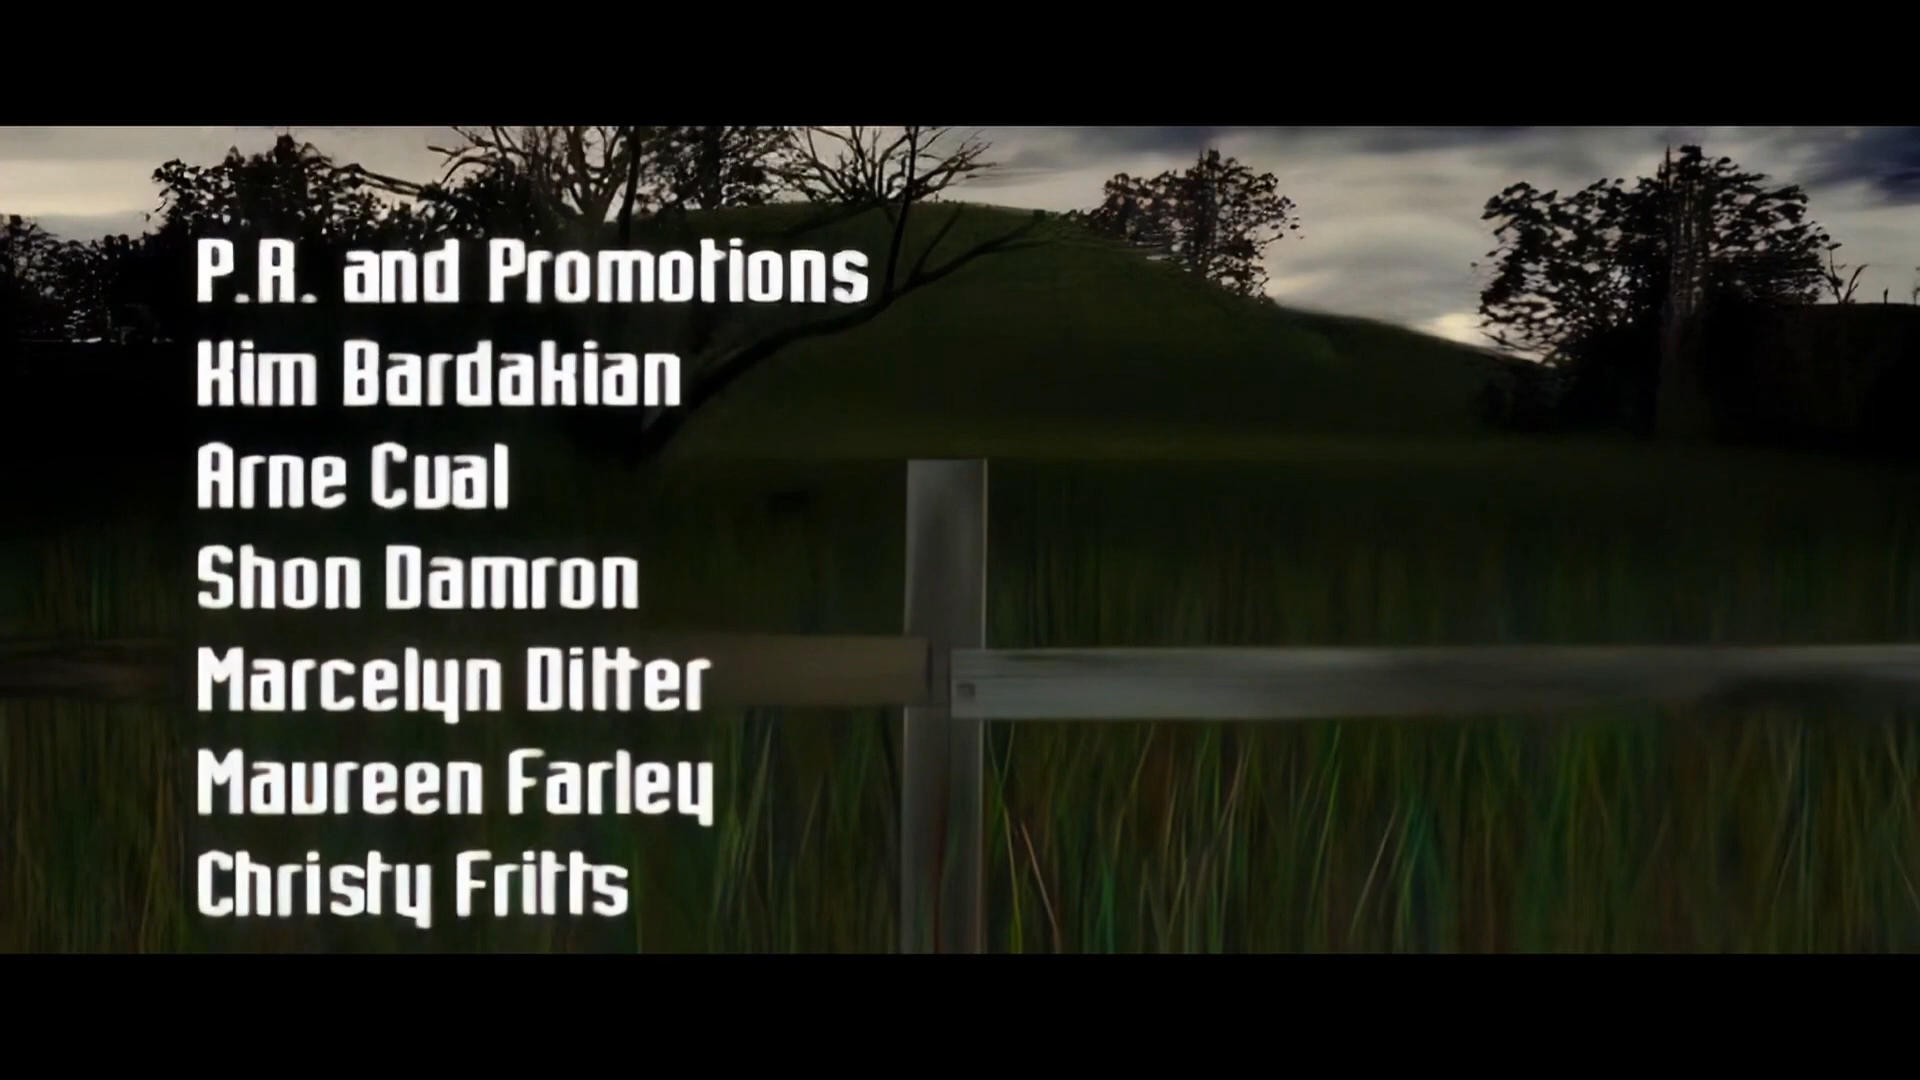 P.A. and Promotions
Kim Bardakian
Arne Cual
Shon Damron
Marcelyn Ditter
Maureen Farley
Christy Fritts